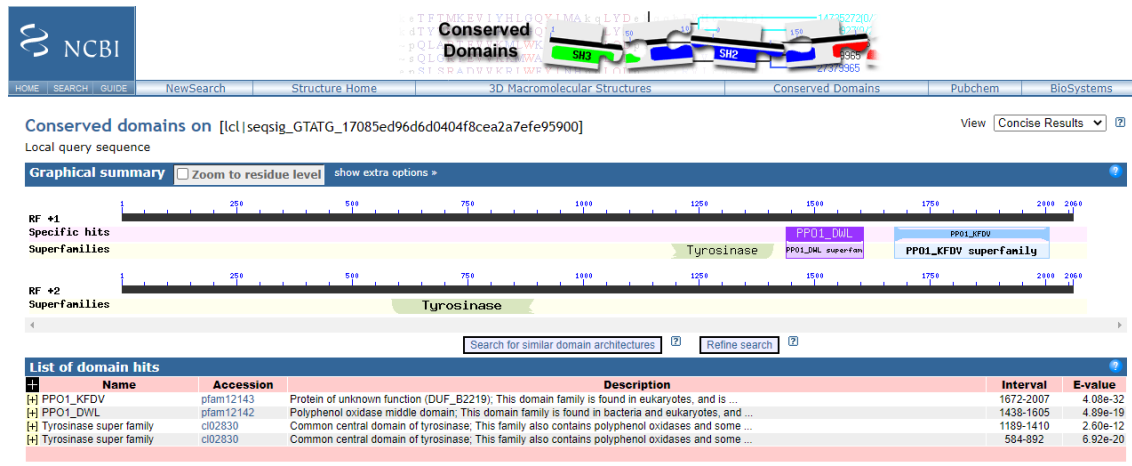 NCBI
Conserved
Domains
SH3
SH2
HOME SEARCH GUIDE NewSearch Structure Home 3D Macromolecular Structures Conserved Domains Pubchem BioSystems
Conserved domains on [lcl|seqsig_GTATG_17085ed96d6d0404f8cea2a7efe95900]
View Concise Results
Local query sequence
Graphical summary Zoom to residue level show extra options »
1 250 500 750 1000 1250 1500 1750 2000 2060
RF +1
Specific hits PPO1_DWL PPO1_KFDV
Superfamilies Tyrosinase PPO1_DWL superfam PPO1_KFDV superfamily
1 250 500 750 1000 1250 1500 1750 2000 2060
RF +2
Superfamilies Tyrosinase
Search for similar domain architectures Refine search
List of domain hits
Name Accession Description Interval E-value
[+] PPO1_KFDV pfam12143 Protein of unknown function (DUF_B2219); This domain family is found in eukaryotes, and is ... 1672-2007 4.08e-32
[+] PPO1_DWL pfam12142 Polyphenol oxidase middle domain; This domain family is found in bacteria and eukaryotes, and ... 1438-1605 4.89e-19
[+] Tyrosinase super family cl02830 Common central domain of tyrosinase; This family also contains polyphenol oxidases and some ... 1189-1410 2.60e-12
[+] Tyrosinase super family cl02830 Common central domain of tyrosinase; This family also contains polyphenol oxidases and some ... 584-892 6.92e-20